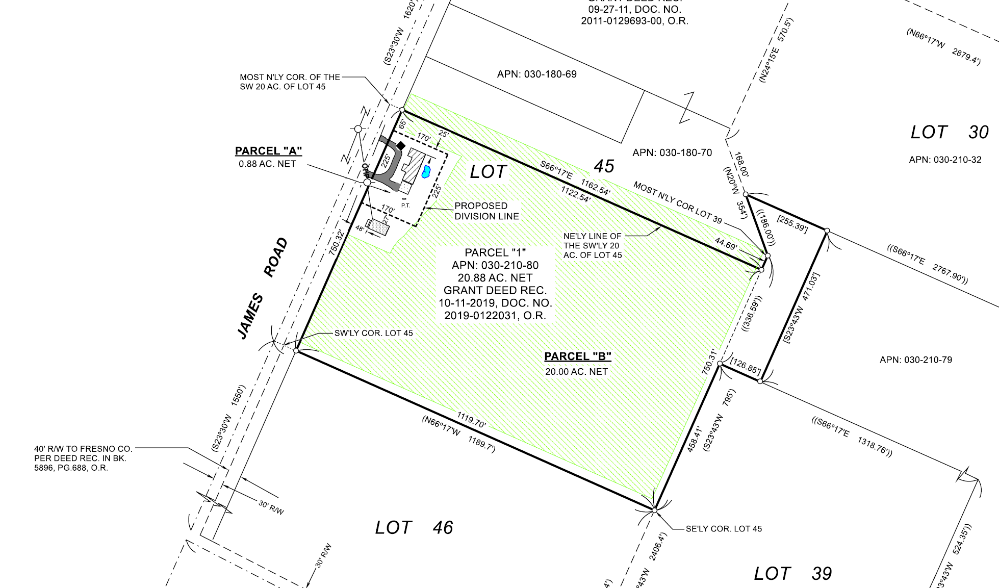 GRANT DEED REC.
09-27-11, DOC. NO.
2011-0129693-00, O.R.
(S23°30'W 1620')
(N24°15'E 570.5')
(N66°17'W 2879.4')
APN: 030-180-69
MOST N'LY COR. OF THE
SW 20 AC. OF LOT 45
LOT 30
APN: 030-210-32
APN: 030-180-70
PARCEL "A"
0.88 AC. NET
65'
170'
25'
225'
OHP
225'
P.T.
170'
27'
48'
PROPOSED
DIVISION LINE
LOT 45
S66°17'E 1162.54'
1122.54'
MOST N'LY COR LOT 39
168.00'
(N20°W 354')
((186.00'))
[255.39']
44.69'
NE'LY LINE OF
THE SW'LY 20
AC. OF LOT 45
((S66°17'E 2767.90'))
750.32'
JAMES ROAD
PARCEL "1"
APN: 030-210-80
20.88 AC. NET
GRANT DEED REC.
10-11-2019, DOC. NO.
2019-0122031, O.R.
[S23°43'W 471.03']
((336.59'))
SW'LY COR. LOT 45
PARCEL "B"
20.00 AC. NET
750.31'
[126.85']
APN: 030-210-79
(S23°30'W 1550')
1119.70'
(N66°17'W 1189.7')
458.41'
(S23°43'W 795')
((S66°17'E 1318.76'))
40' R/W TO FRESNO CO.
PER DEED REC. IN BK.
5896, PG.688, O.R.
30' R/W
LOT 46
SE'LY COR. LOT 45
30' R/W
2406.4')
°43'W
4')
LOT 39
524.35'))
3°43'W